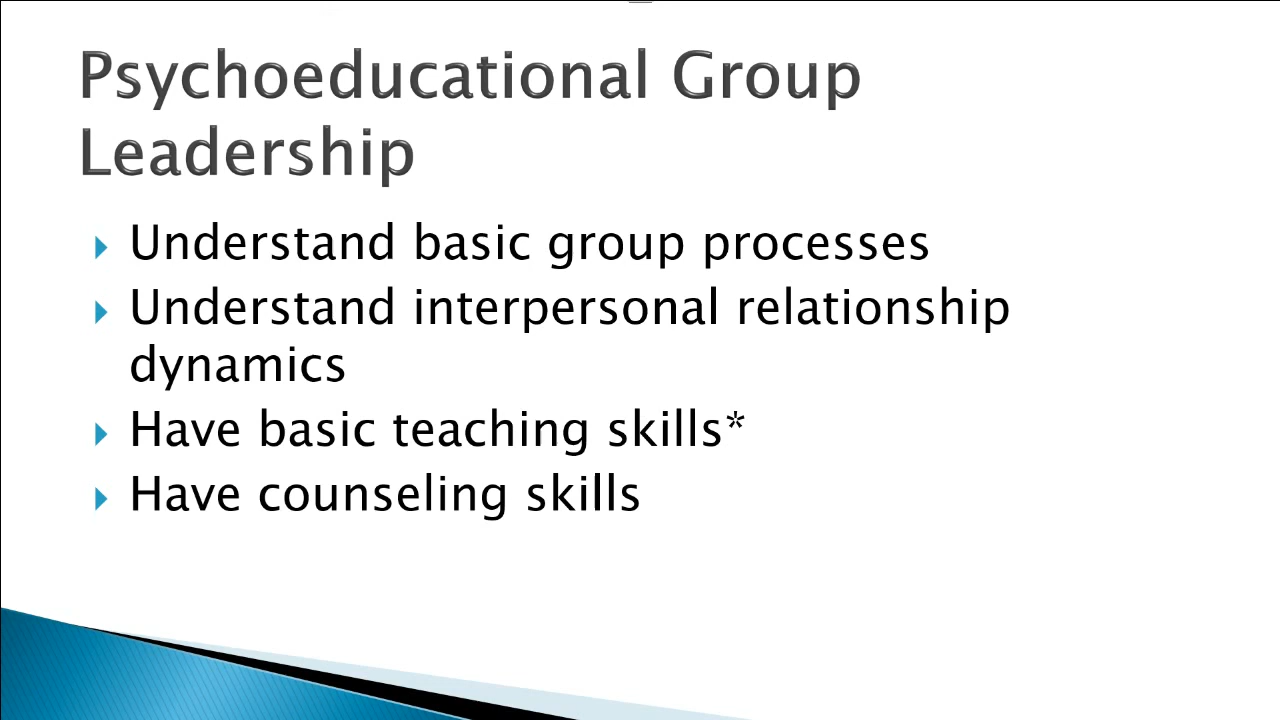 Psychoeducational Group
Leadership
Understand basic group processes
Understand interpersonal relationship
dynamics
Have basic teaching skills*
Have counseling skills